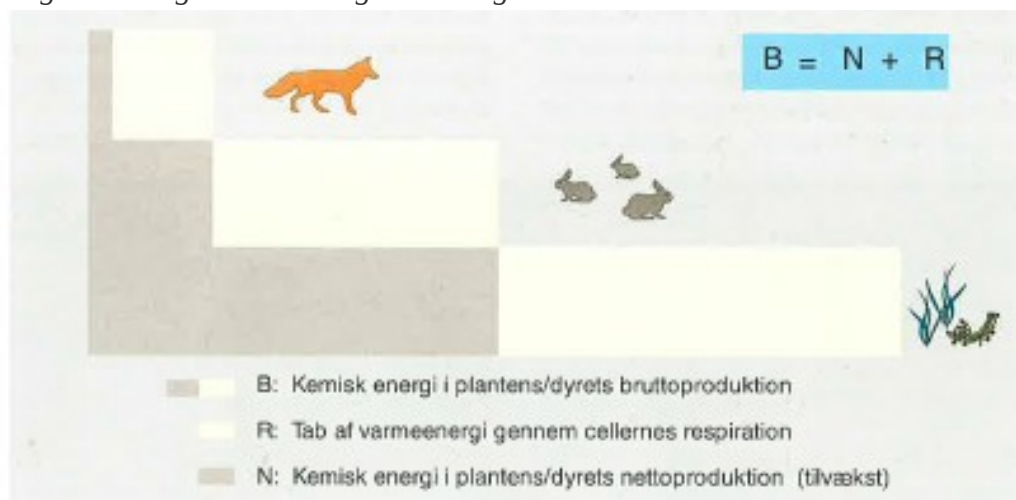 B = N + R
B: Kemisk energi i plantens/dyrets bruttoproduktion
R: Tab af varmeenergi gennem cellernes respiration
N: Kemisk energi i plantens/dyrets nettoproduktion (tilvækst)